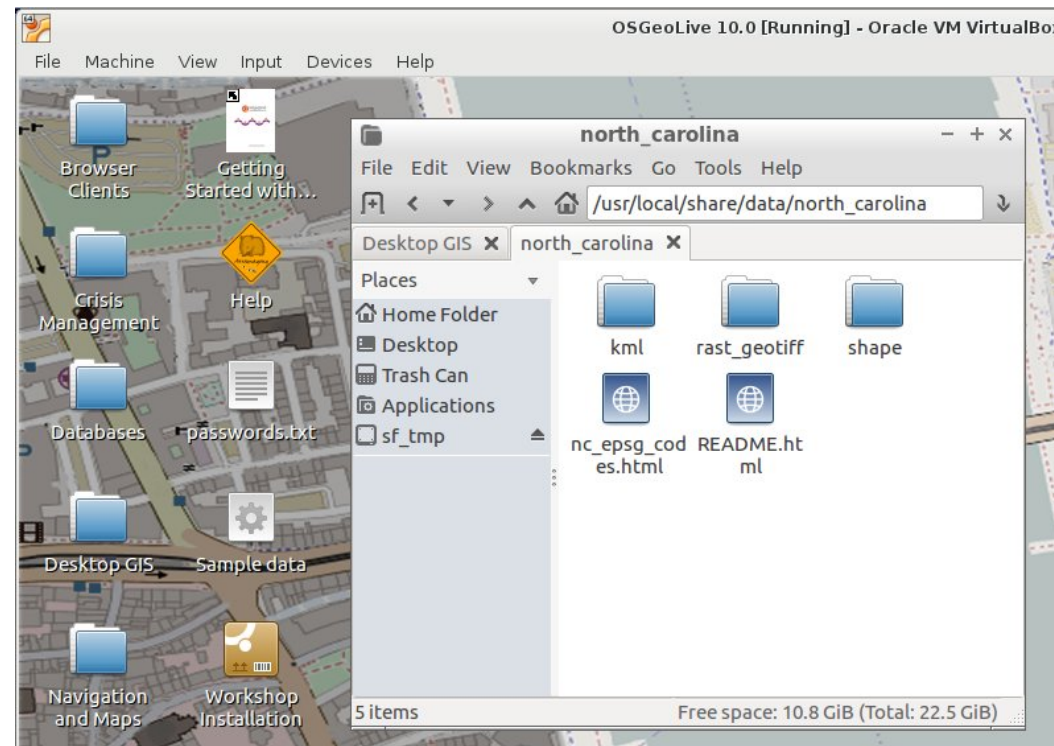 OSGeoLive 10.0 [Running] - Oracle VM VirtualBox
File Machine View Input Devices Help
Browser
Clients
Getting
Started with...
Crisis
Management
Help
Databases
passwords.txt
Desktop GIS
Sample data
Navigation
and Maps
Workshop
Installation
north_carolina
File Edit View Bookmarks Go Tools Help
/usr/local/share/data/north_carolina
Desktop GIS
north_carolina
Places
Home Folder
Desktop
Trash Can
Applications
sf_tmp
kml
rast_geotiff
shape
nc_epsg_cod
es.html
README.ht
ml
5 items
Free space: 10.8 GiB (Total: 22.5 GiB)